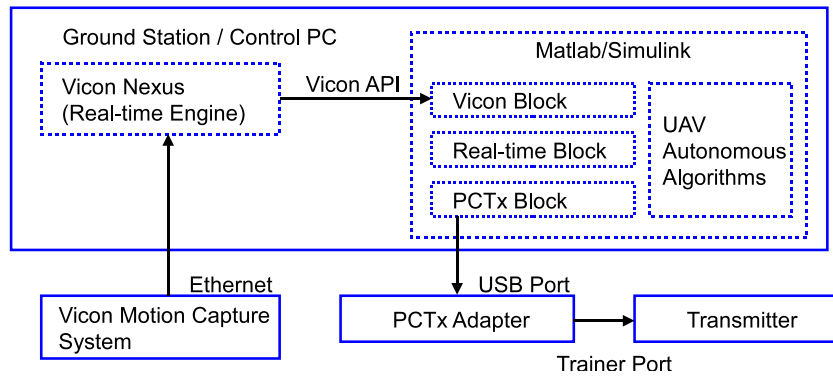 Ground Station / Control PC
Matlab/Simulink
Vicon Nexus
(Real-time Engine)
Vicon API
Vicon Block
Real-time Block
PCTx Block
UAV
Autonomous
Algorithms
Ethernet
USB Port
Vicon Motion Capture
System
PCTx Adapter
Transmitter
Trainer Port